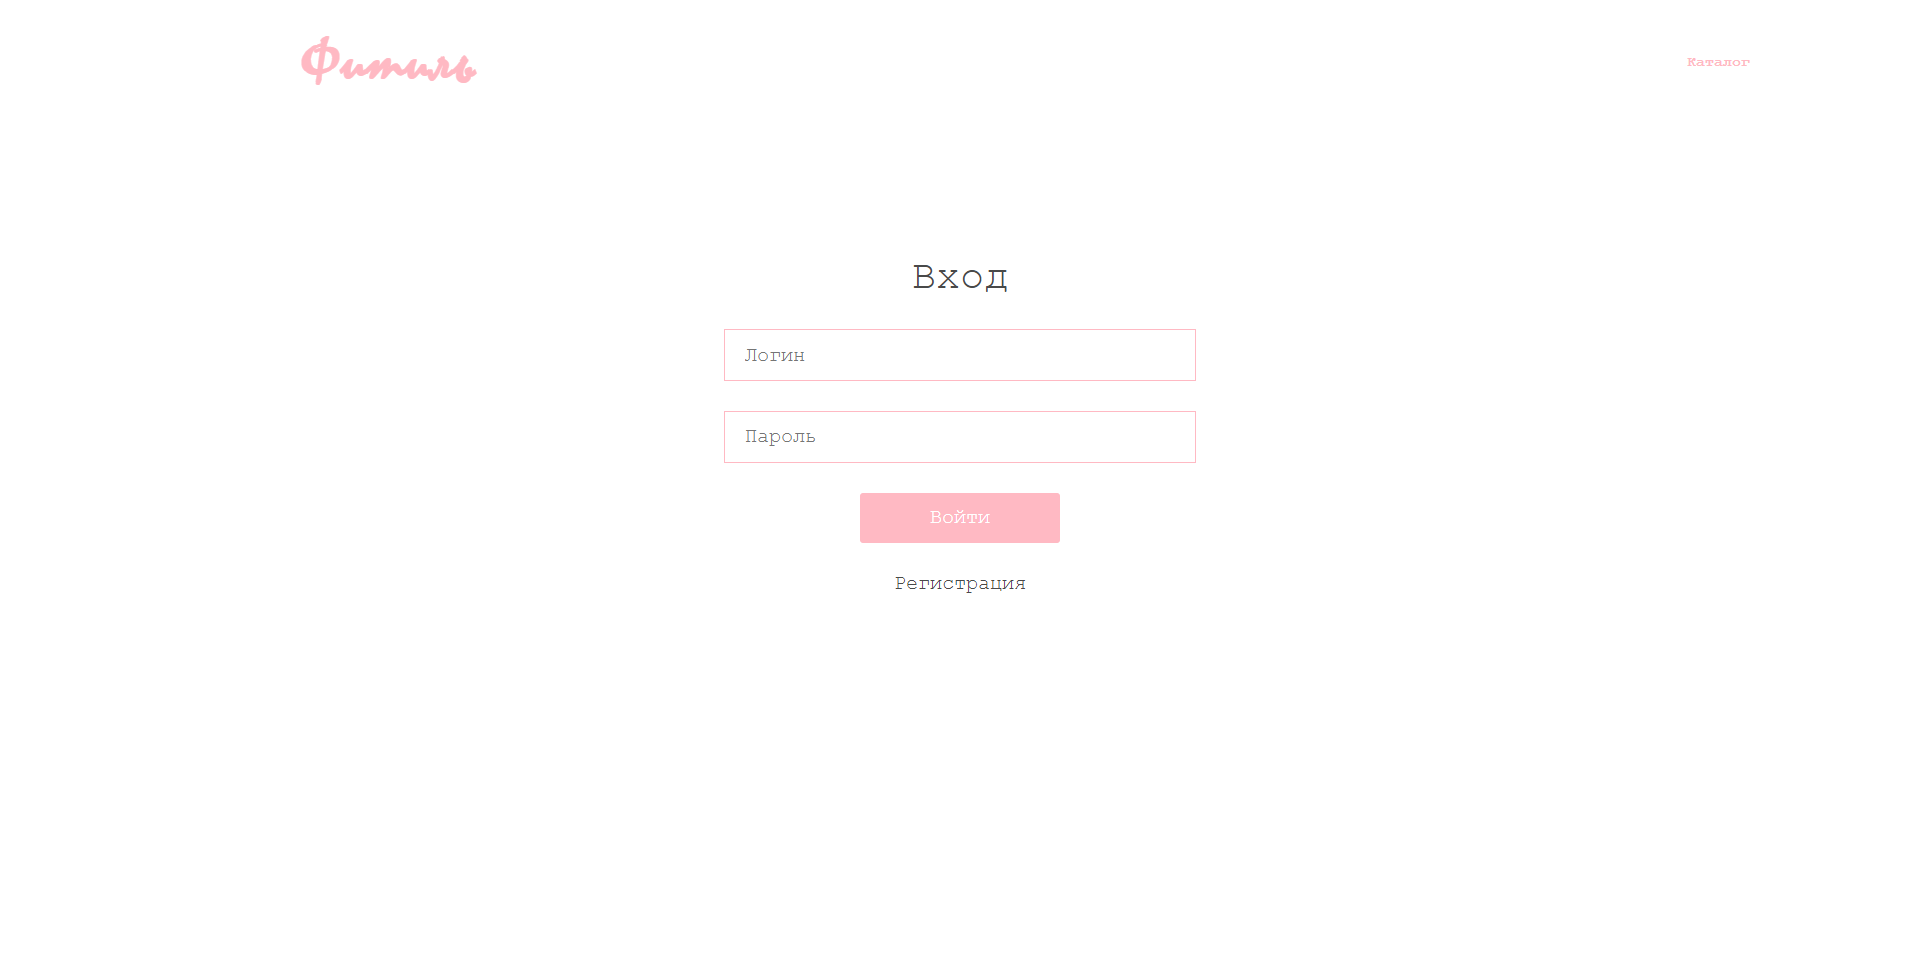 Фитиль
Каталог
Вход
Логин
Пароль
Войти
Регистрация